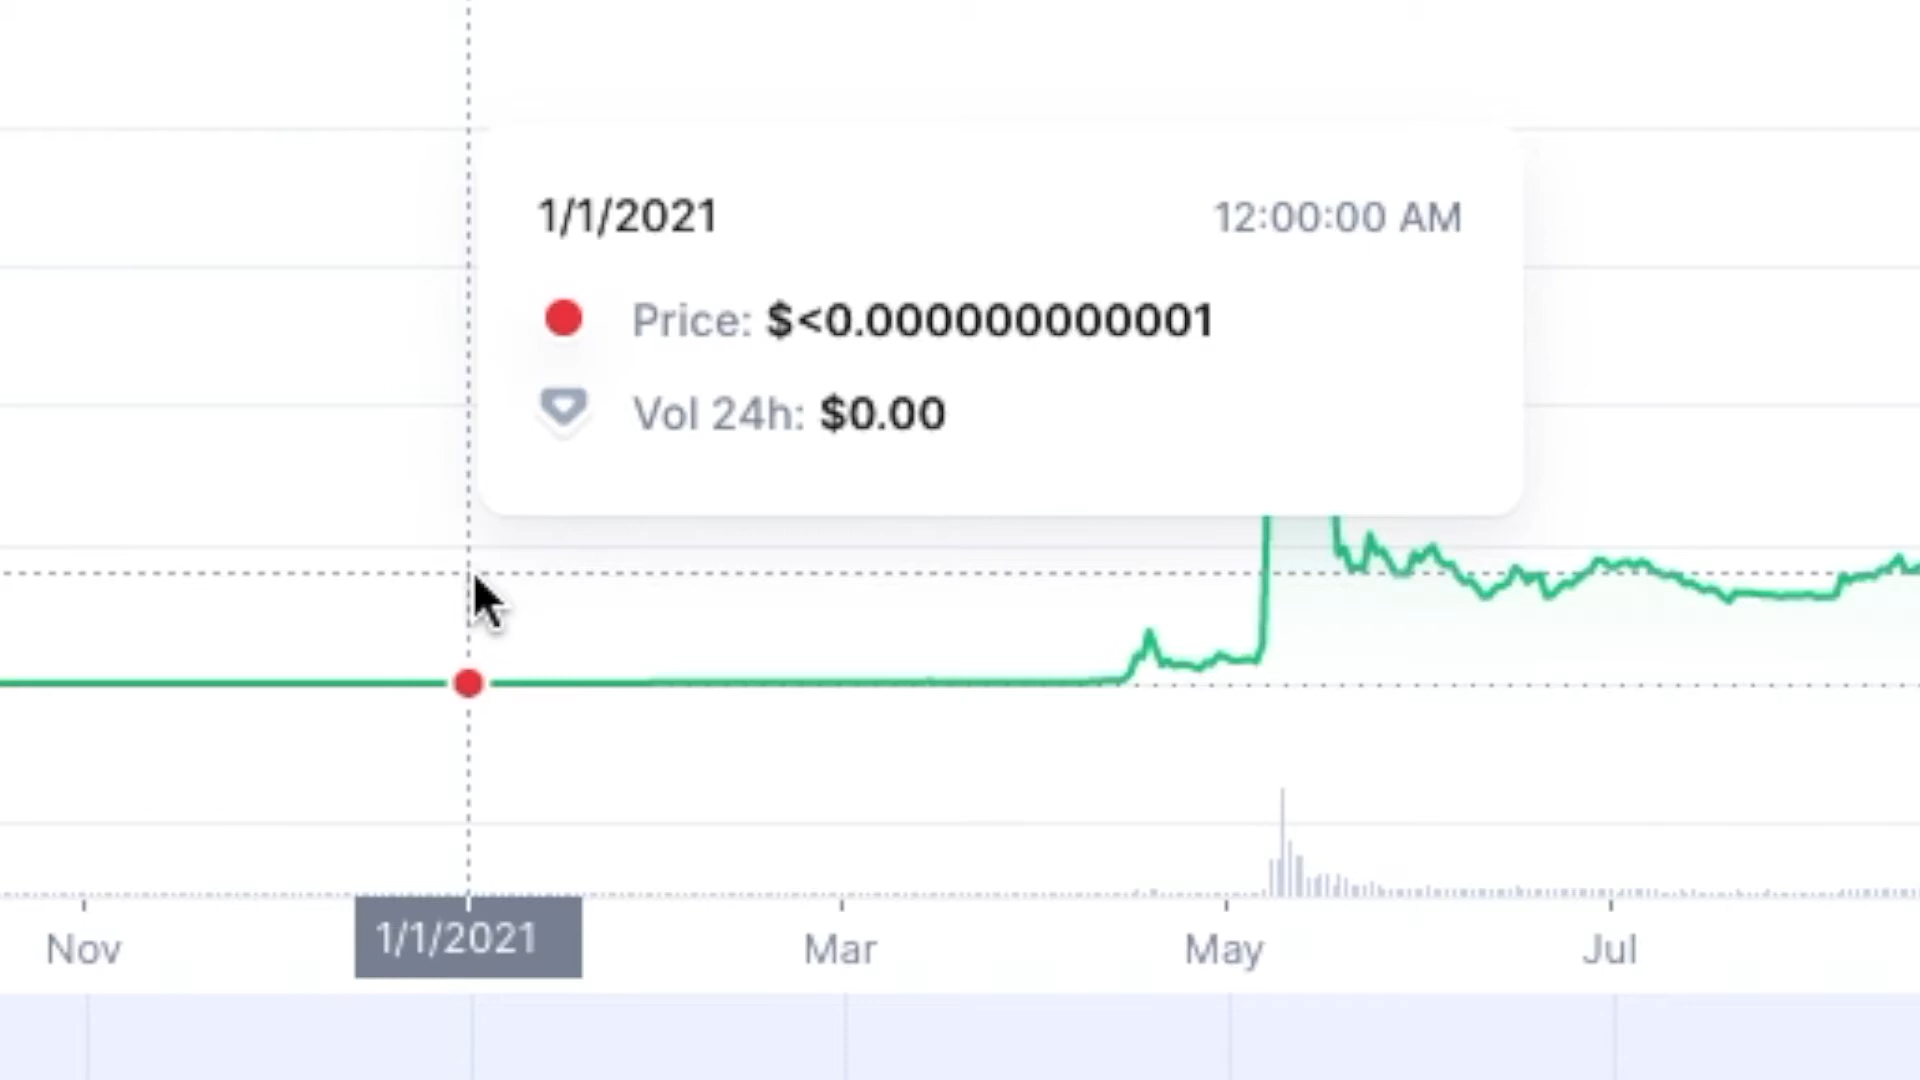 1/1/2021 12:00:00 AM
Price: $<0.000000000001
Vol 24h: $0.00
Nov 1/1/2021 Mar May Jul